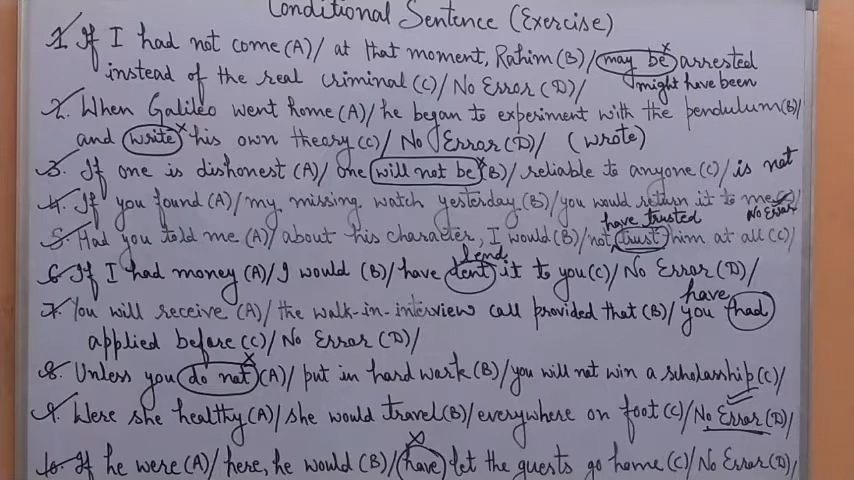 Conditional Sentence (Exercise)
1. If I had not come (A)/ at that moment, Rahim (B)/ may be x arrested
instead of the real criminal (C)/ No Error (D)/ might have been
2. When Galileo went home (A)/ he began to experiment with the pendulum (B)/
and write x his own theory (C)/ No Error (D)/ (wrote)
3. If one is dishonest (A)/ one will not be x (B)/ reliable to anyone (C)/ is not
4. If you found (A)/ my missing watch yesterday (B)/ you would return it to me (C)/
have trusted No Error
5. Had you told me (A)/ about his character, I would (B)/ not trust him at all (C)/
lend
6. If I had money (A)/ I would (B)/ have lent it to you (C)/ No Error (D)/
have
7. You will receive (A)/ the walk-in-interview call provided that (B)/ you had
applied before (C)/ No Error (D)/
8. Unless you do not x (A)/ put in hard work (B)/ you will not win a scholarship (C)/
9. Were she healthy (A)/ she would travel (B)/ everywhere on foot (C)/ No Error (D)/
10. If he were (A)/ here, he would (B)/ have x let the guests go home (C)/ No Error (D)/